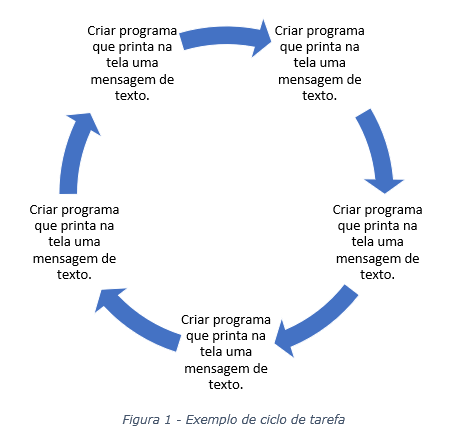 Criar programa
que printa na
tela uma
mensagem de
texto.
Criar programa
que printa na
tela uma
mensagem de
texto.
Criar programa
que printa na
tela uma
mensagem de
texto.
Criar programa
que printa na
tela uma
mensagem de
texto.
Criar programa
que printa na
tela uma
mensagem de
texto.
Figura 1 - Exemplo de ciclo de tarefa